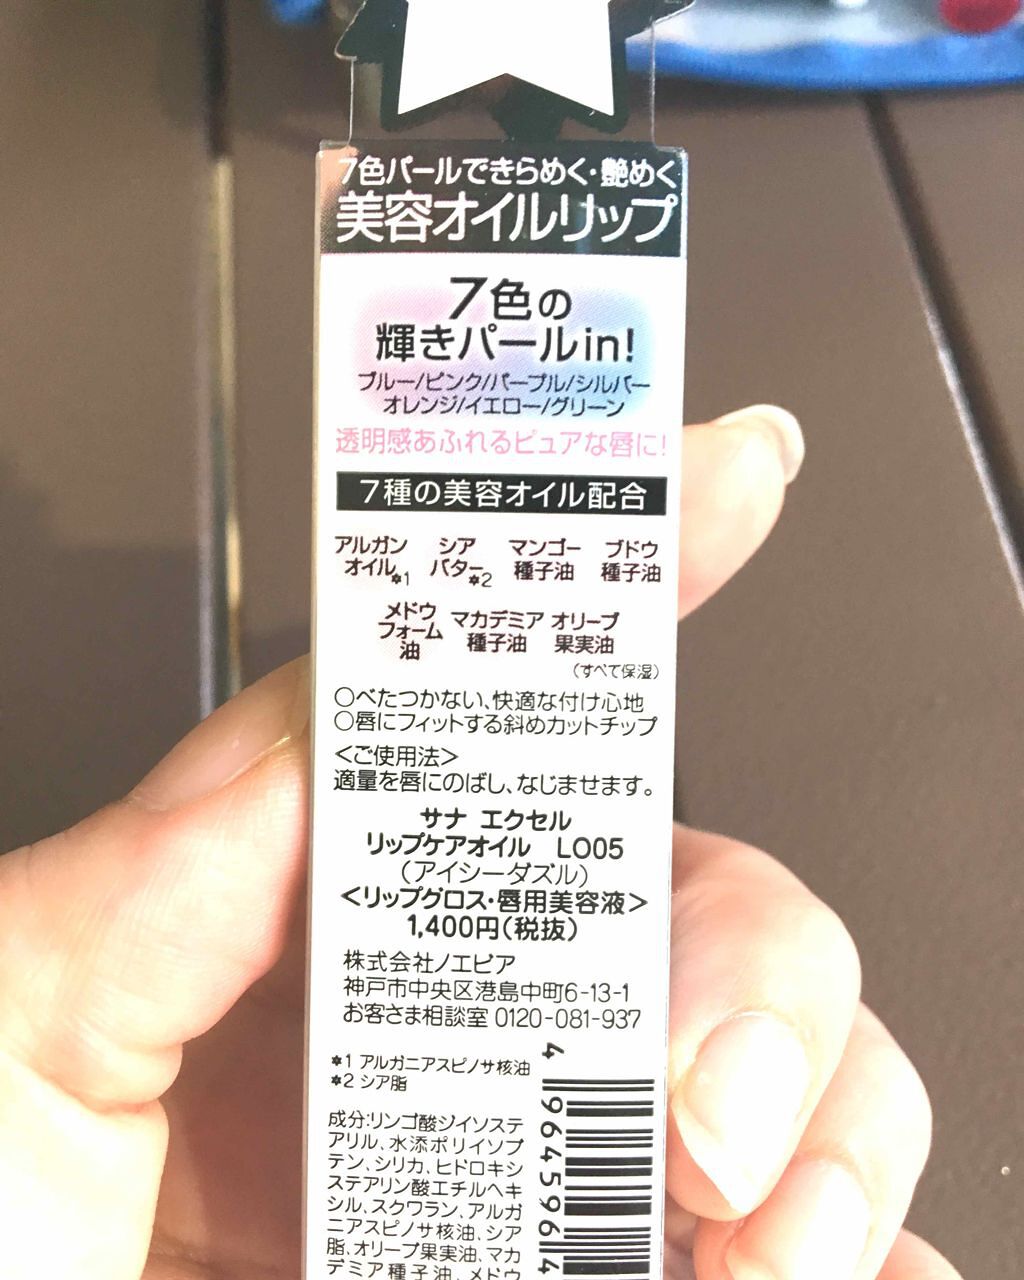 7色パールできらめく・艶めく
美容オイルリップ
7色の
輝きパールin!
ブルー/ピンク/パープル/シルバー
オレンジ/イエロー/グリーン
透明感あふれるピュアな唇に!
7種の美容オイル配合
アルガンオイル*1 シアバター*2 マンゴー種子油 ブドウ種子油
メドウフォーム油 マカデミア種子油 オリーブ果実油
(すべて保湿)
○べたつかない、快適な付け心地
○唇にフィットする斜めカットチップ
<ご使用法>
適量を唇にのばし、なじませます。
サナ エクセル
リップケアオイル LO05
(アイシーダズル)
<リップグロス・唇用美容液>
1,400円(税抜)
株式会社ノエビア
神戸市中央区港島中町6-13-1
お客さま相談室 0120-081-937
*1 アルガニアスピノサ核油
*2 シア脂
成分:リンゴ酸ジイソステ
アリル、水添ポリイソブ
テン、シリカ、ヒドロキシ
ステアリン酸エチルヘキ
シル、スクワラン、アルガ
ニアスピノサ核油、シア
脂、オリーブ果実油、マカ
デミア種子油、メドウ
4 964596 4